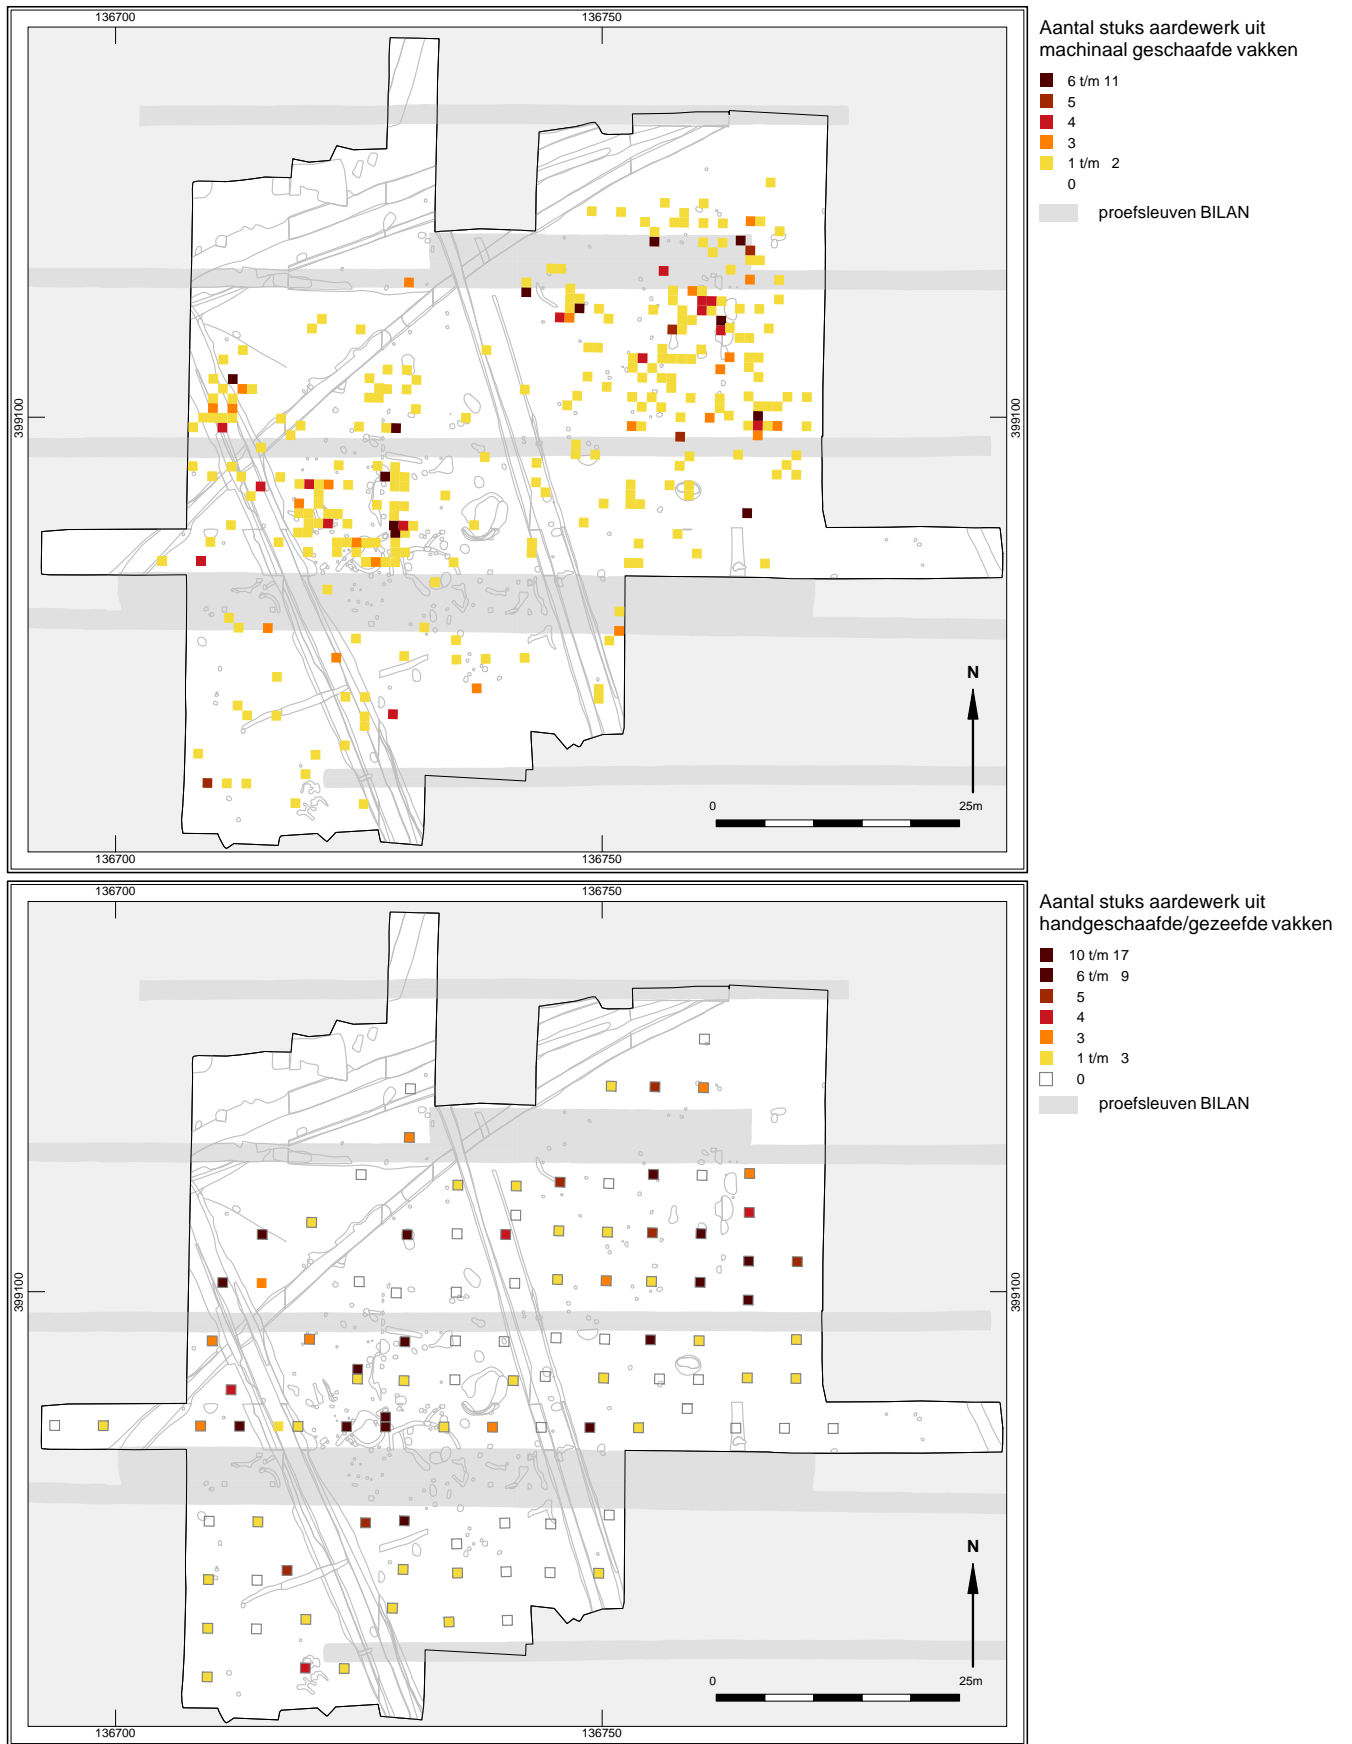 136700
136750
399100
399100
N
0
25m
136700
136750
Aantal stuks aardewerk uit
machinaal geschaafde vakken
6 t/m 11
5
4
3
1 t/m 2
0
proefsleuven BILAN
136700
136750
399100
399100
N
0
25m
136700
136750
Aantal stuks aardewerk uit
handgeschaafde/gezeefde vakken
10 t/m 17
6 t/m 9
5
4
3
1 t/m 3
0
proefsleuven BILAN